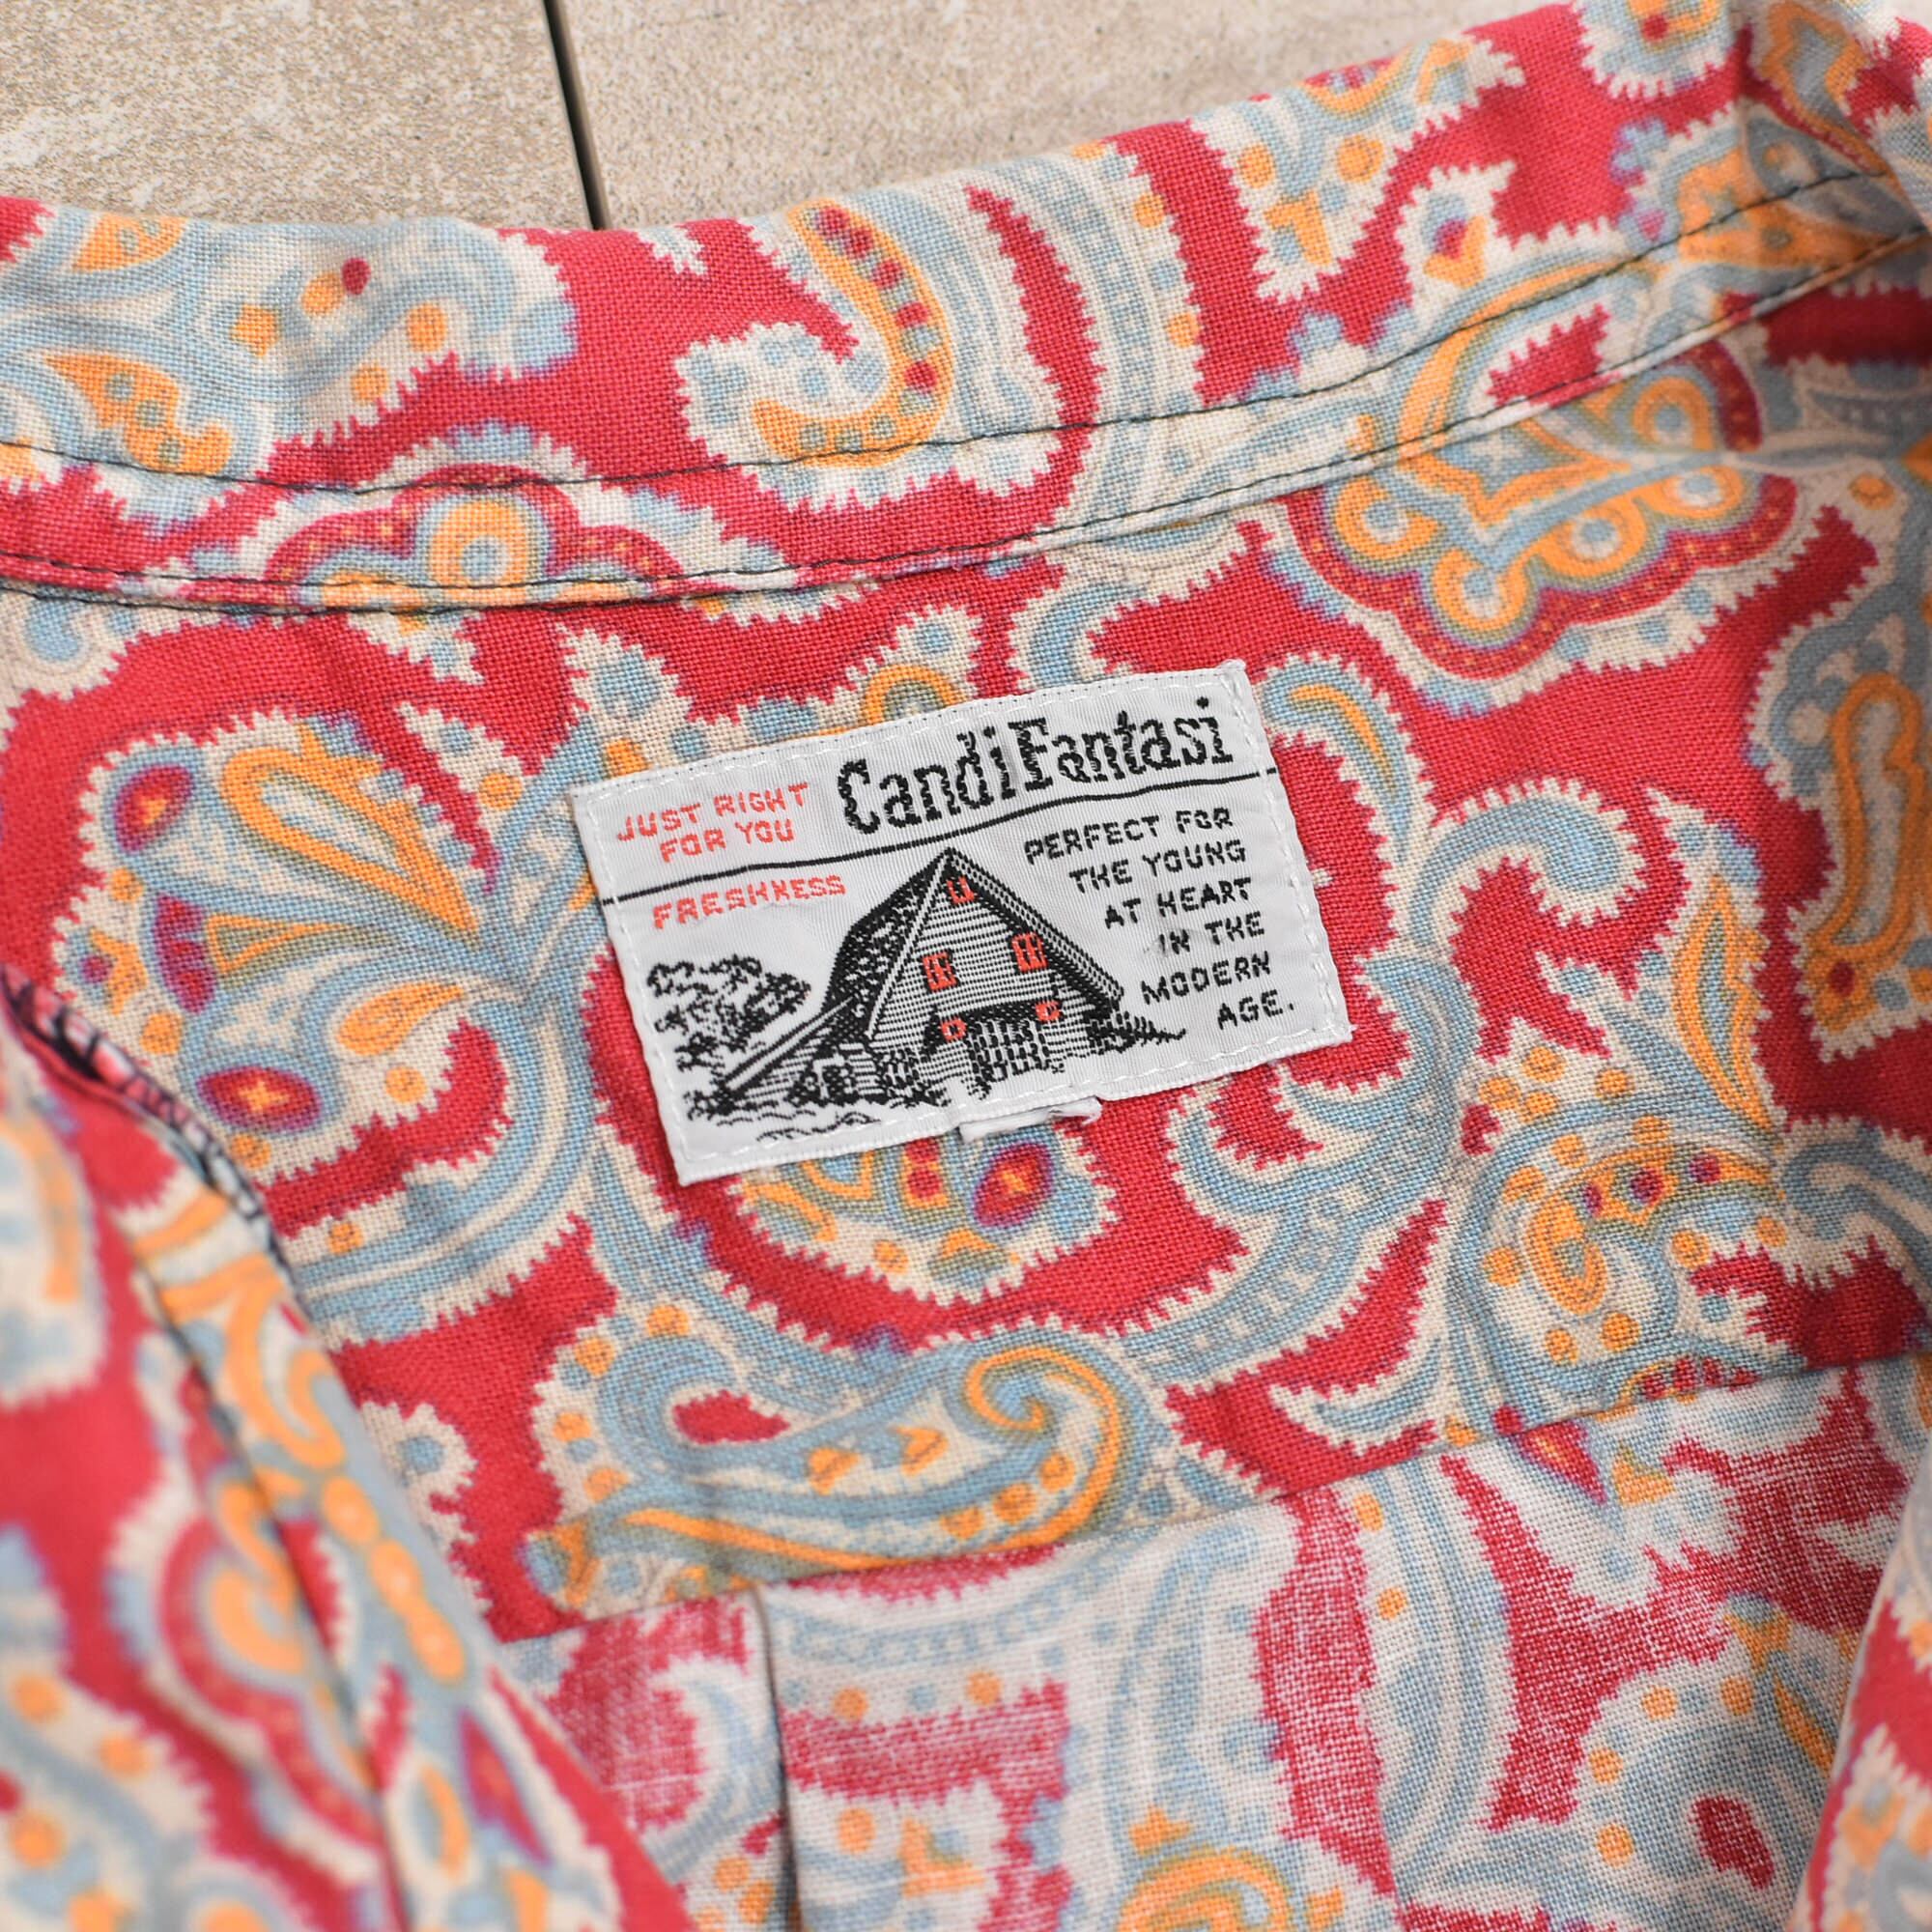 JUST RIGHT
FOR YOU
CandiFantasi
FRESHNESS
PERFECT FOR
THE YOUNG
AT HEART
IN THE
MODERN
AGE.